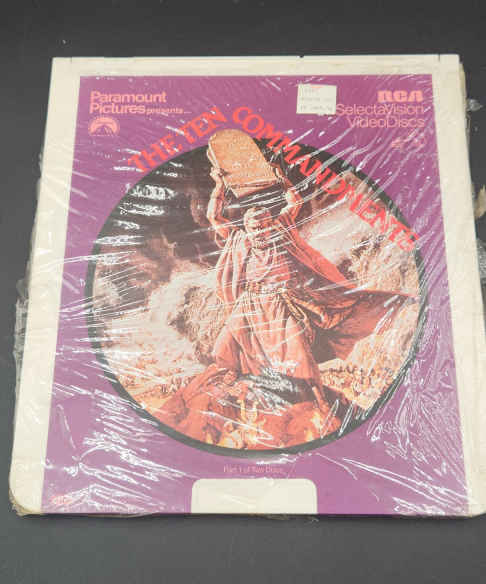 Paramount
Pictures presents...
RCA
SelectaVision
VideoDiscs
THE TEN COMMANDMENTS
Part 1 of Two Discs